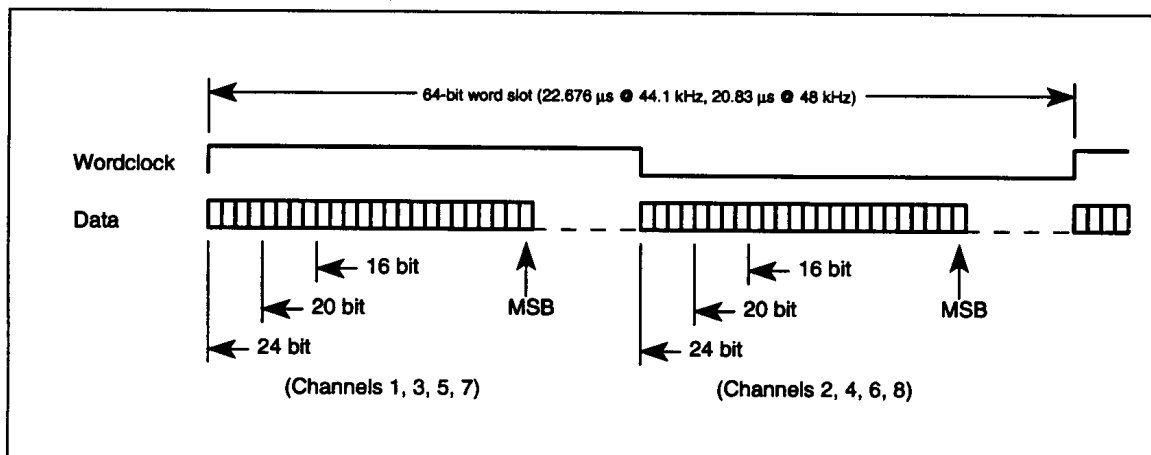 64-bit word slot (22.676 µs @ 44.1 kHz, 20.83 µs @ 48 kHz)
Wordclock
Data
16 bit
16 bit
20 bit
MSB
20 bit
MSB
24 bit
24 bit
(Channels 1, 3, 5, 7)
(Channels 2, 4, 6, 8)